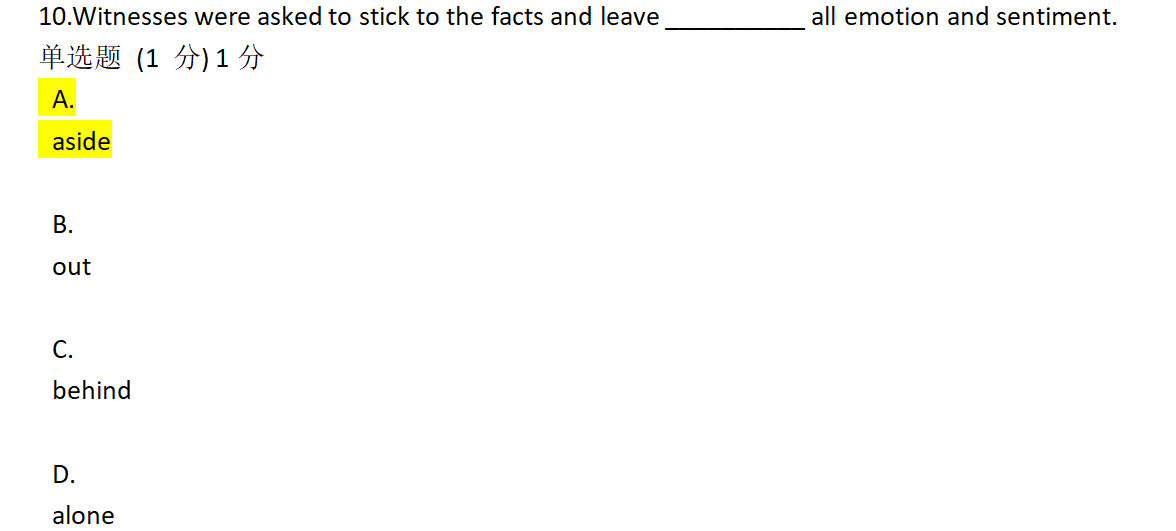 10.Witnesses were asked to stick to the facts and leave ___________ all emotion and sentiment.
单选题 (1 分) 1 分
A.
aside
B.
out
C.
behind
D.
alone